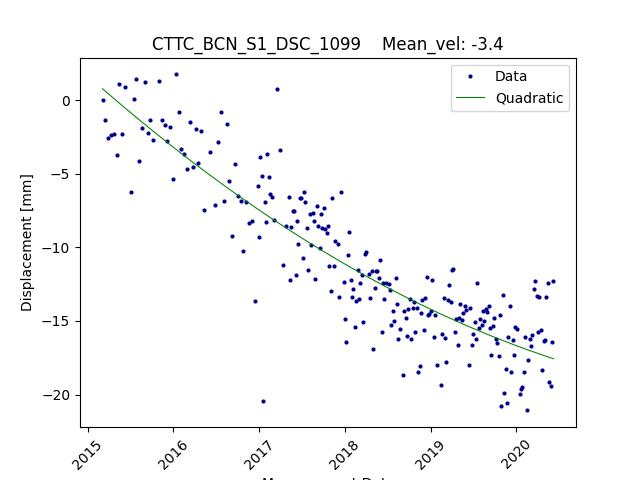 CTTC_BCN_S1_DSC_1099    Mean_vel: -3.4
Data
Quadratic
Displacement [mm]
0
−5
−10
−15
−20
2015
2016
2017
2018
2019
2020